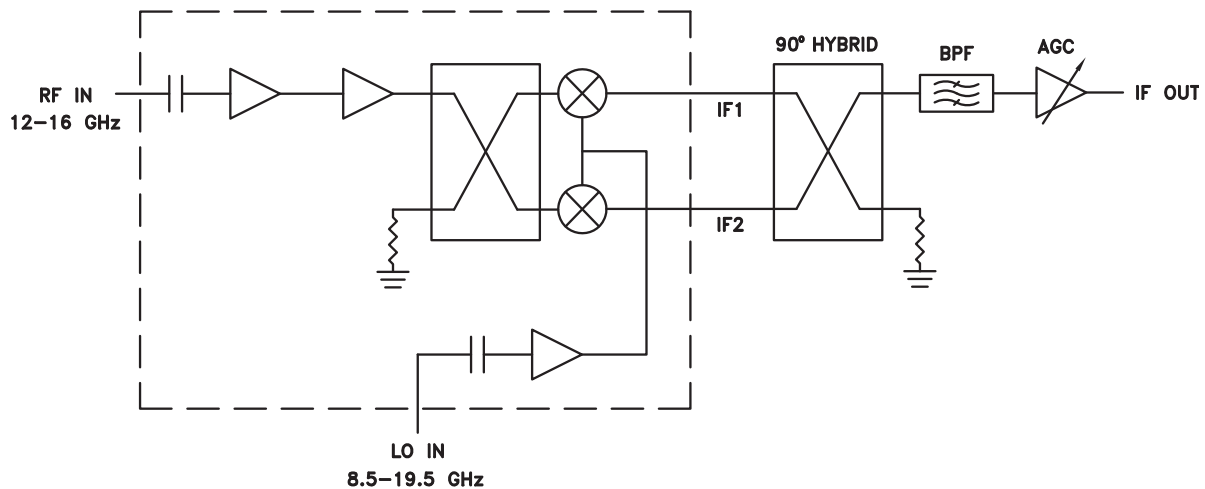 90° HYBRID
BPF
AGC
RF IN
12–16 GHz
IF1
IF OUT
IF2
LO IN
8.5–19.5 GHz